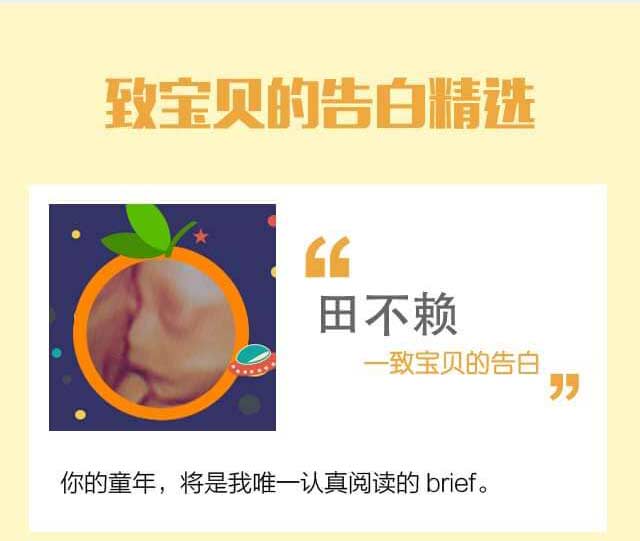 致宝贝的告白精选
“
田不赖
一致宝贝的告白
”
你的童年，将是我唯一认真阅读的 brief。